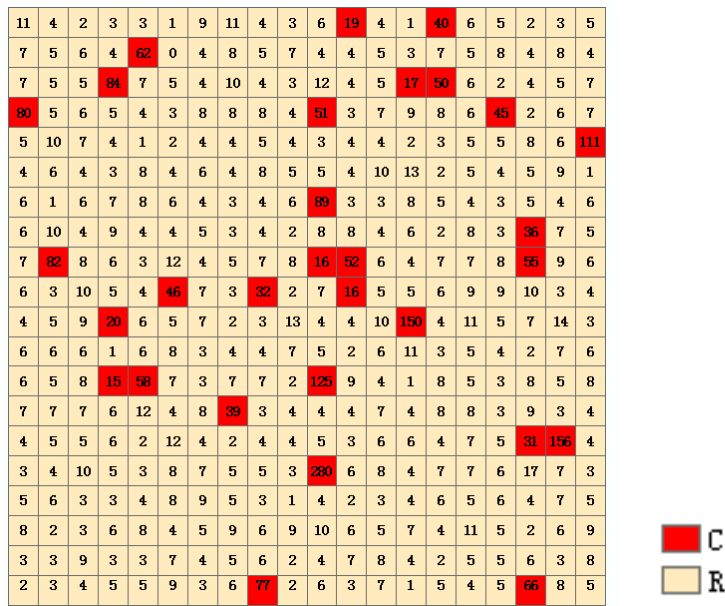 11 4 2 3 3 1 9 11 4 3 6 19 4 1 40 6 5 2 3 5
7 5 6 4 62 0 4 8 5 7 4 4 5 3 7 5 8 4 8 4
7 5 5 84 7 5 4 10 4 3 12 4 5 17 50 6 2 4 5 7
80 5 6 5 4 3 8 8 8 4 51 3 7 9 8 6 45 2 6 7
5 10 7 4 1 2 4 4 5 4 3 4 4 2 3 5 5 8 6 111
4 6 4 3 8 4 6 4 8 5 5 4 10 13 2 5 4 5 9 1
6 1 6 7 8 6 4 3 4 6 89 3 3 8 5 4 3 5 4 6
6 10 4 9 4 4 5 3 4 2 8 8 4 6 2 8 3 36 7 5
7 82 8 6 3 12 4 5 7 8 16 52 6 4 7 7 8 55 9 6
6 3 10 5 4 46 7 3 32 2 7 16 5 5 6 9 9 10 3 4
4 5 9 20 6 5 7 2 3 13 4 4 10 150 4 11 5 7 14 3
6 6 6 1 6 8 3 4 4 7 5 2 6 11 3 5 4 2 7 6
6 5 8 15 58 7 3 7 7 2 125 9 4 1 8 5 3 8 5 8
7 7 7 6 12 4 8 39 3 4 4 4 7 4 8 8 3 9 3 4
4 5 5 6 2 12 4 2 4 4 5 3 6 6 4 7 5 31 156 4
3 4 10 5 3 8 7 5 5 3 280 6 8 4 7 7 6 17 7 3
5 6 3 3 4 8 9 5 3 1 4 2 3 4 6 5 6 4 7 5
8 2 3 6 8 4 5 9 6 9 10 6 5 7 4 11 5 2 6 9
3 3 9 3 3 7 4 5 6 2 4 7 8 4 2 5 5 6 3 8
2 3 4 5 5 9 3 6 77 2 6 3 7 1 5 4 5 66 8 5
C
R